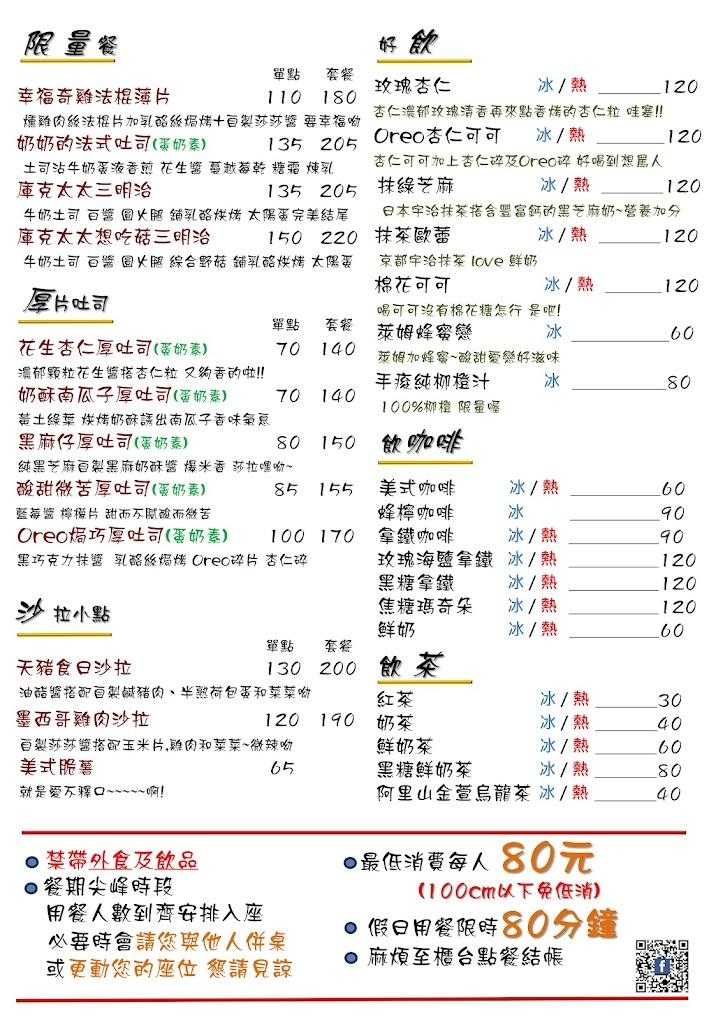 限量餐
單點 套餐
幸福奇雞法棍薄片 110 180
燻雞肉絲法棍片加乳酪絲焗烤+自製莎莎醬 要幸福呦
奶奶的法式吐司(蛋奶素) 135 205
土司沾牛奶蛋液香煎 花生醬 蔓越莓乾 糖霜 煉乳
庫克太太三明治 135 205
牛奶土司 白醬 圓火腿 鋪乳酪烘烤 太陽蛋完美結尾
庫克太太想吃菇三明治 150 220
牛奶土司 白醬 圓火腿 綜合野菇 鋪乳酪烘烤 太陽蛋
厚片吐司
單點 套餐
花生杏仁厚吐司(蛋奶素) 70 140
濃郁顆粒花生醬搭杏仁粒 又夠香的啦!!
奶酥南瓜子厚吐司(蛋奶素) 70 140
黃土綠葉 烘烤奶酥誘出南瓜子香味氣息
黑麻仔厚吐司(蛋奶素) 80 150
純黑芝麻自製黑麻奶酥醬 爆米香 莎拉嘿呦~
酸甜微苦厚吐司(蛋奶素) 85 155
藍莓醬 檸檬片 甜而不膩酸而微苦
Oreo焗巧厚吐司(蛋奶素) 100 170
黑巧克力抹醬 乳酪絲焗烤 Oreo碎片 杏仁碎
沙拉小點
單點 套餐
天豬食日沙拉 130 200
油醋醬搭配自製鹹豬肉、半熟荷包蛋和菜菜呦
墨西哥雞肉沙拉 120 190
自製莎莎醬搭配玉米片,雞肉和菜菜~微辣呦
美式脆薯 65
就是愛不釋口~~~~~啊!
好飲
玫瑰杏仁 冰/熱 ______120
杏仁濃郁玫瑰清香再來點香烤的杏仁粒 哇塞!!
Oreo杏仁可可 冰/熱 ______120
杏仁可可加上杏仁碎及Oreo碎 好喝到想罵人
抹綠芝麻 冰/熱 ______120
日本宇治抹茶搭含豐富鈣的黑芝麻奶~營養加分
抹茶歐蕾 冰/熱 ______120
京都宇治抹茶 love 鮮奶
棉花可可 冰/熱 ______120
喝可可沒有棉花糖怎行 是吧!
萊姆蜂蜜戀 冰 ______60
萊姆加蜂蜜~酸甜愛戀好滋味
手搾純柳橙汁 冰 ______80
100%柳橙 限量喔
飲咖啡
美式咖啡 冰/熱 ______60
蜂檸咖啡 冰 ______90
拿鐵咖啡 冰/熱 ______90
玫瑰海鹽拿鐵 冰/熱 ______120
黑糖拿鐵 冰/熱 ______120
焦糖瑪奇朵 冰/熱 ______120
鮮奶 冰/熱 ______60
飲茶
紅茶 冰/熱 ______30
奶茶 冰/熱 ______40
鮮奶茶 冰/熱 ______60
黑糖鮮奶茶 冰/熱 ______80
阿里山金萱烏龍茶 冰/熱 ______40
禁帶外食及飲品
餐期尖峰時段
用餐人數到齊安排入座
必要時會請您與他人併桌
或更動您的座位 懇請見諒
最低消費每人 80元
(100cm以下免低消)
假日用餐限時80分鐘
麻煩至櫃台點餐結帳